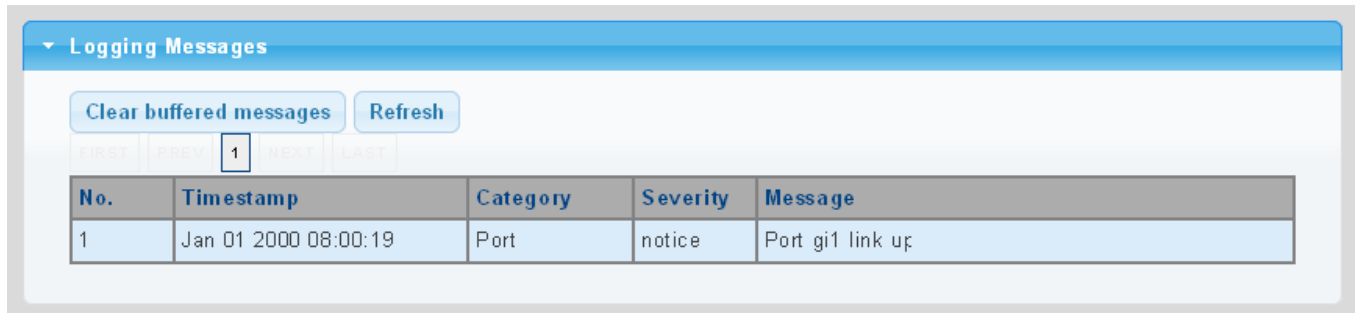 Logging Messages
Clear buffered messages Refresh
FIRST PREV 1 NEXT LAST
No. Timestamp Category Severity Message
1 Jan 01 2000 08:00:19 Port notice Port gi1 link up